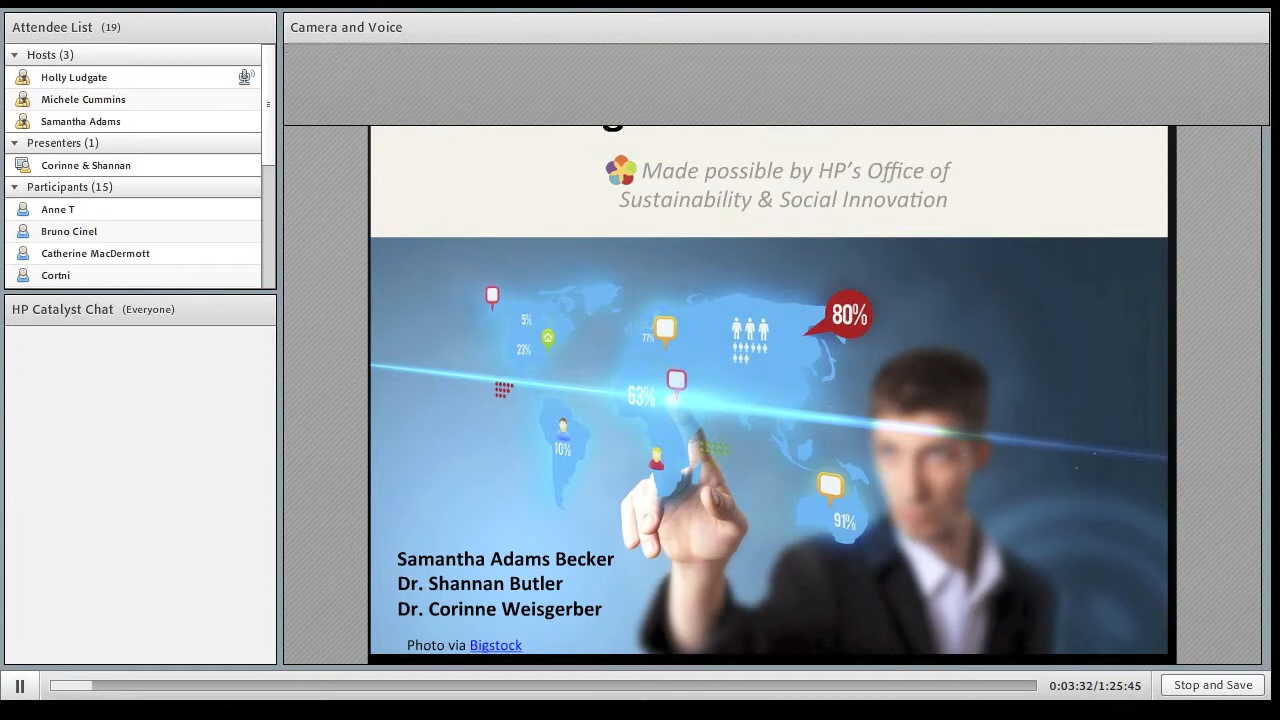 Attendee List (19)
Hosts (3)
Holly Ludgate
Michele Cummins
Samantha Adams
Presenters (1)
Corinne & Shannan
Participants (15)
Anne T
Bruno Cinel
Catherine MacDermott
Cortni
HP Catalyst Chat (Everyone)
Camera and Voice
Made possible by HP's Office of
Sustainability & Social Innovation
80%
5%
77%
23%
63%
10%
91%
Samantha Adams Becker
Dr. Shannan Butler
Dr. Corinne Weisgerber
Photo via Bigstock
0:03:32/1:25:45
Stop and Save